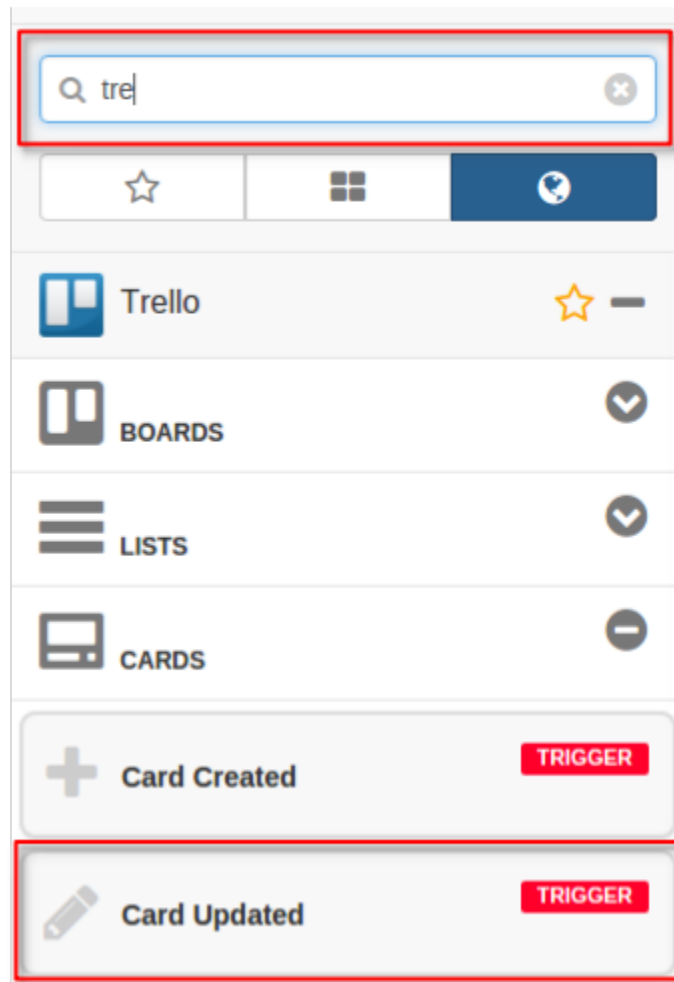 tre
Trello
BOARDS
LISTS
CARDS
Card Created
TRIGGER
Card Updated
TRIGGER